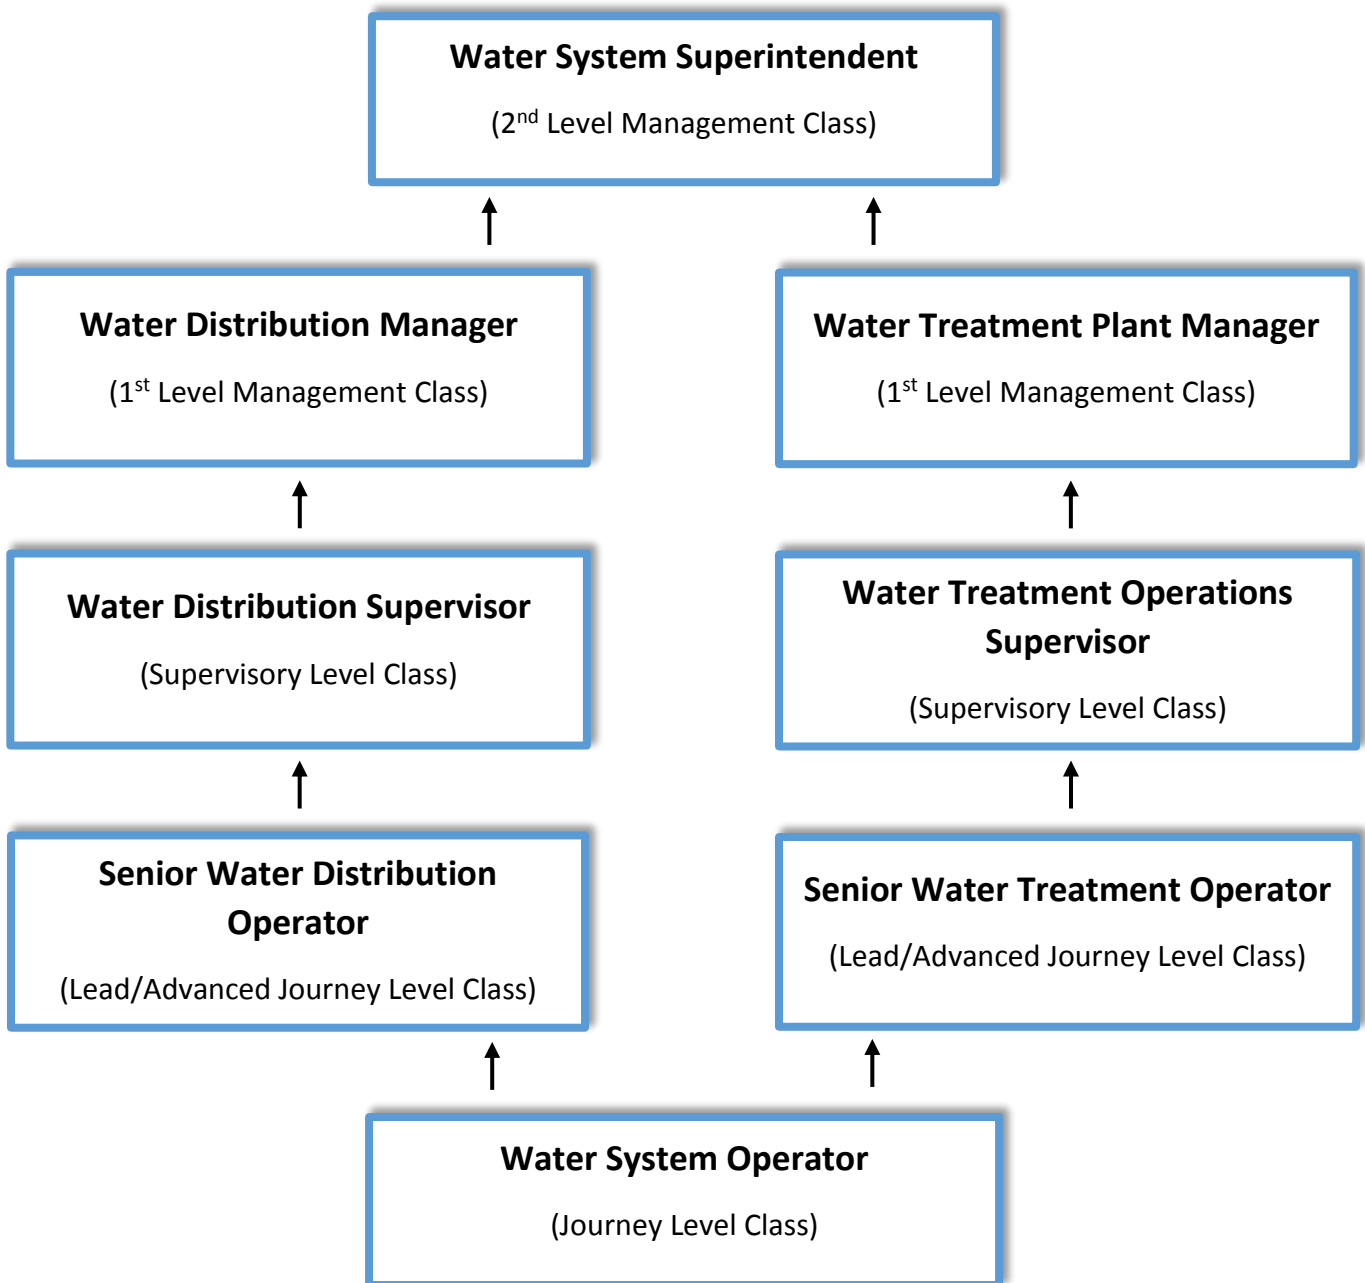 Water System Superintendent
(2nd Level Management Class)
Water Distribution Manager
(1st Level Management Class)
Water Treatment Plant Manager
(1st Level Management Class)
Water Distribution Supervisor
(Supervisory Level Class)
Water Treatment Operations
Supervisor
(Supervisory Level Class)
Senior Water Distribution
Operator
(Lead/Advanced Journey Level Class)
Senior Water Treatment Operator
(Lead/Advanced Journey Level Class)
Water System Operator
(Journey Level Class)